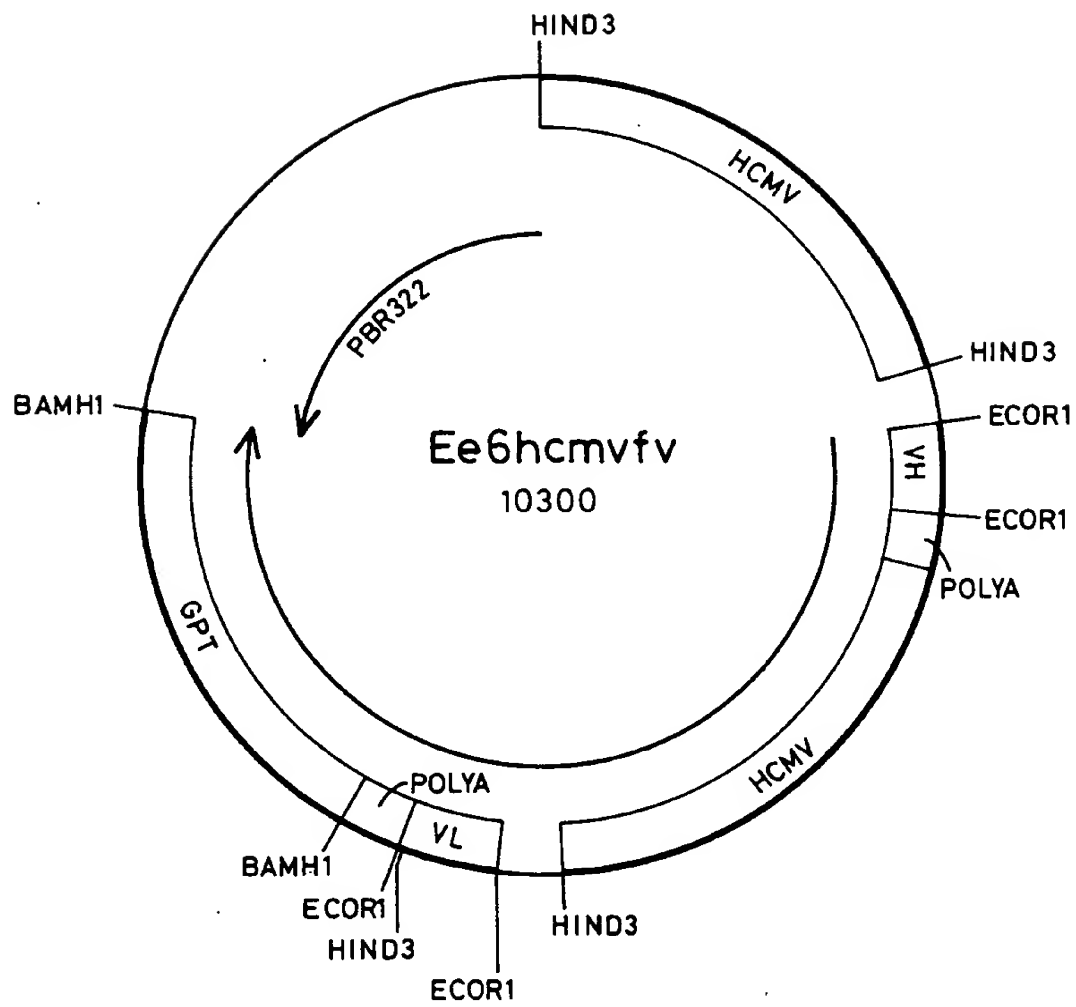 HIND3
HCMV
PBR322
HIND3
BAMH1
ECOR1
Ee6hcmvfv
10300
VH
ECOR1
POLYA
GPT
HCMV
POLYA
VL
BAMH1
ECOR1
HIND3
HIND3
ECOR1